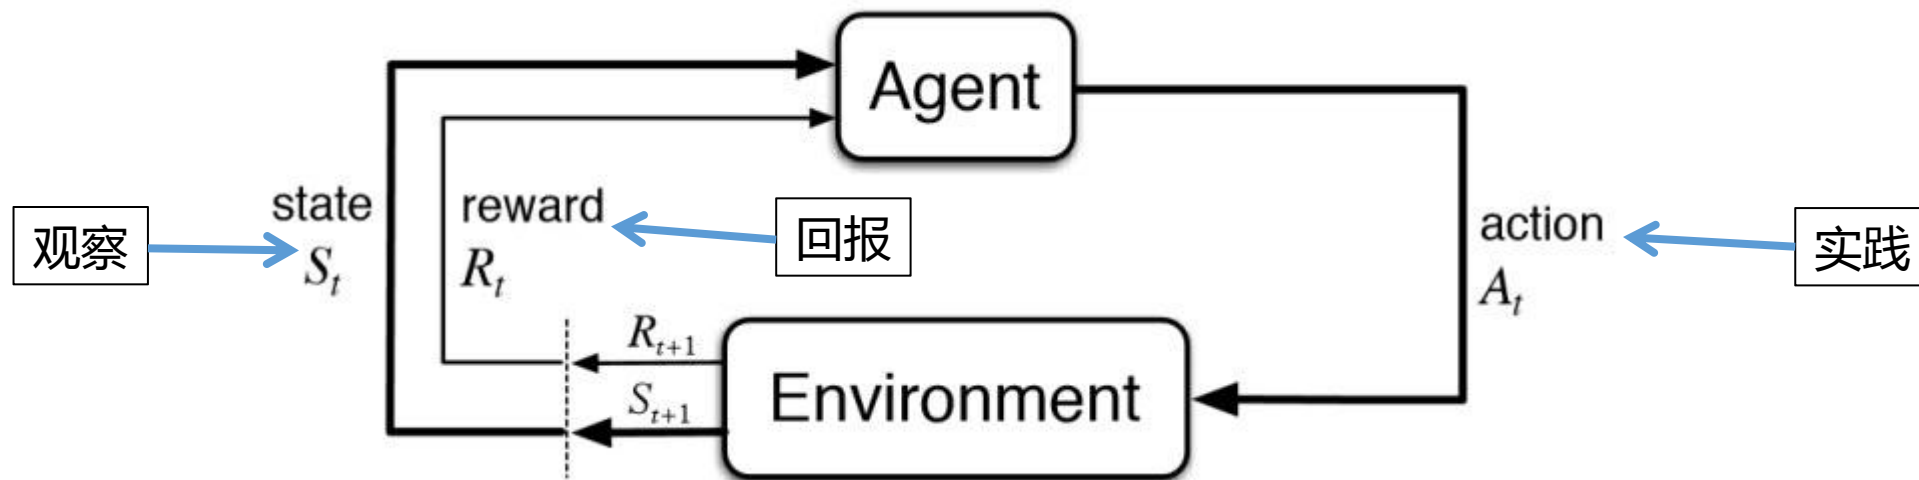 Agent
state
S_t
reward
R_t
观察
回报
action
A_t
实践
R_{t+1}
S_{t+1}
Environment